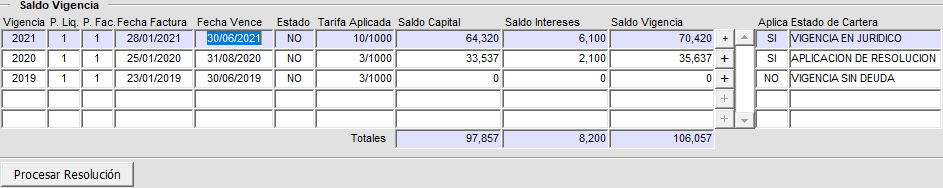 Saldo Vigencia
Vigencia P. Liq. P. Fac. Fecha Factura Fecha Vence Estado Tarifa Aplicada Saldo Capital Saldo Intereses Saldo Vigencia Aplica Estado de Cartera
2021 1 1 28/01/2021 30/06/2021 NO 10/1000 64,320 6,100 70,420 + SI VIGENCIA EN JURIDICO
2020 1 1 25/01/2020 31/08/2020 NO 3/1000 33,537 2,100 35,637 + SI APLICACION DE RESOLUCION
2019 1 1 23/01/2019 30/06/2019 NO 3/1000 0 0 0 + NO VIGENCIA SIN DEUDA
+
+
Totales 97,857 8,200 106,057
Procesar Resolución